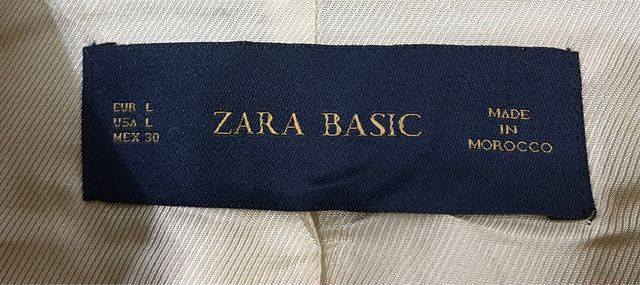 EUR L
USA L
MEX 30
ZARA BASIC
MADE
IN
MOROCCO